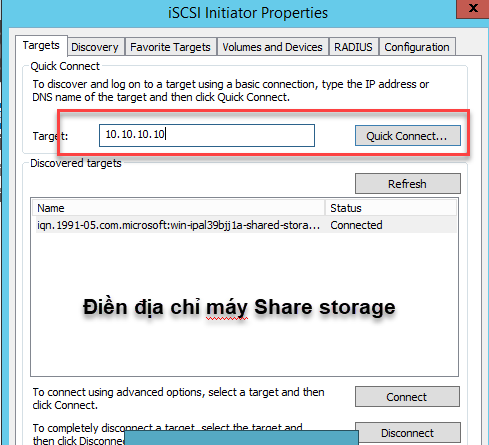 iSCSI Initiator Properties
x
Targets Discovery Favorite Targets Volumes and Devices RADIUS Configuration
Quick Connect
To discover and log on to a target using a basic connection, type the IP address or
DNS name of the target and then click Quick Connect.
Target: 10.10.10.10 Quick Connect...
Discovered targets
Refresh
Name Status
iqn.1991-05.com.microsoft:win-ipal39bjj1a-shared-stora... Connected
Điền địa chỉ máy Share storage
To connect using advanced options, select a target and then
click Connect.
Connect
To completely disconnect a target, select the target and
then click Disconnect
Disconnect